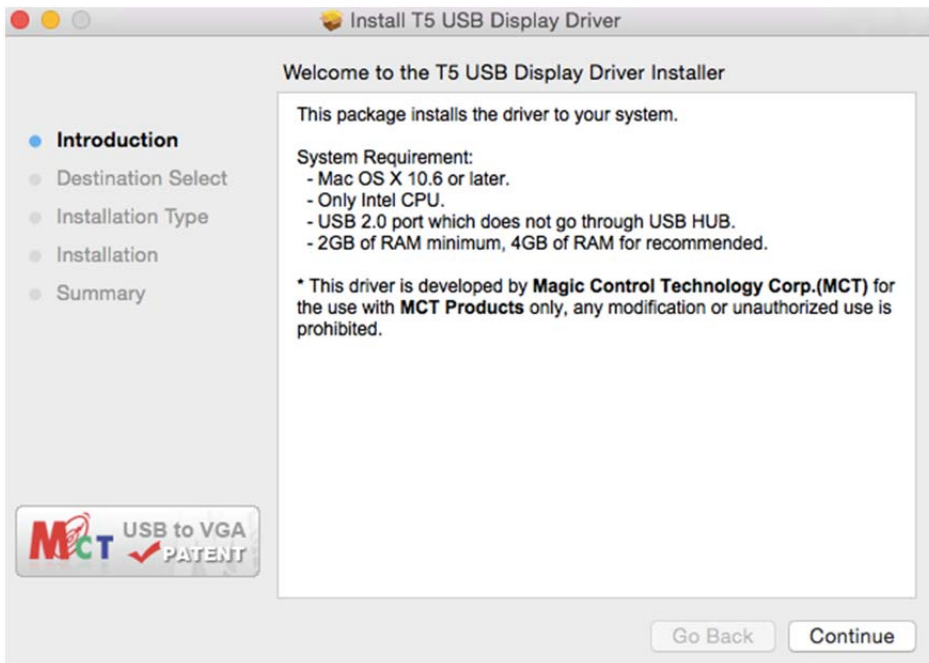 Install T5 USB Display Driver
Welcome to the T5 USB Display Driver Installer
Introduction
Destination Select
Installation Type
Installation
Summary
This package installs the driver to your system.
System Requirement:
- Mac OS X 10.6 or later.
- Only Intel CPU.
- USB 2.0 port which does not go through USB HUB.
- 2GB of RAM minimum, 4GB of RAM for recommended.
* This driver is developed by Magic Control Technology Corp.(MCT) for
the use with MCT Products only, any modification or unauthorized use is
prohibited.
MCT USB to VGA
PATENT
Go Back
Continue